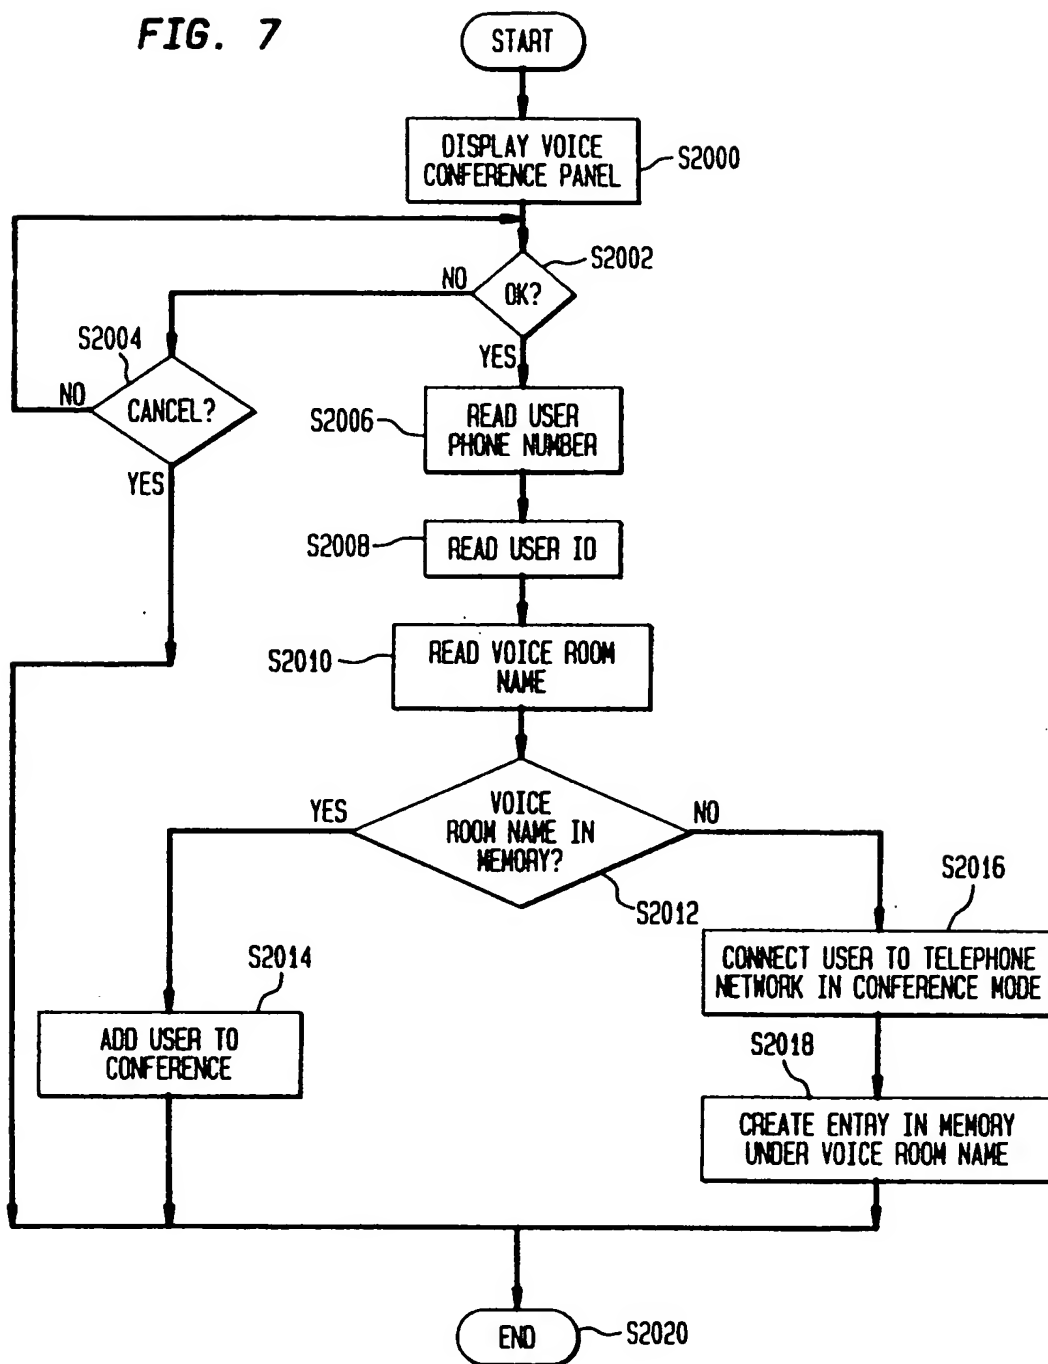 FIG. 7
START
DISPLAY VOICE
CONFERENCE PANEL
S2000
S2002
NO
OK?
S2004
YES
NO
CANCEL?
S2006
READ USER
PHONE NUMBER
YES
S2008
READ USER ID
S2010
READ VOICE ROOM
NAME
YES
VOICE
ROOM NAME IN
MEMORY?
NO
S2012
S2016
S2014
CONNECT USER TO TELEPHONE
NETWORK IN CONFERENCE MODE
ADD USER TO
CONFERENCE
S2018
CREATE ENTRY IN MEMORY
UNDER VOICE ROOM NAME
END
S2020